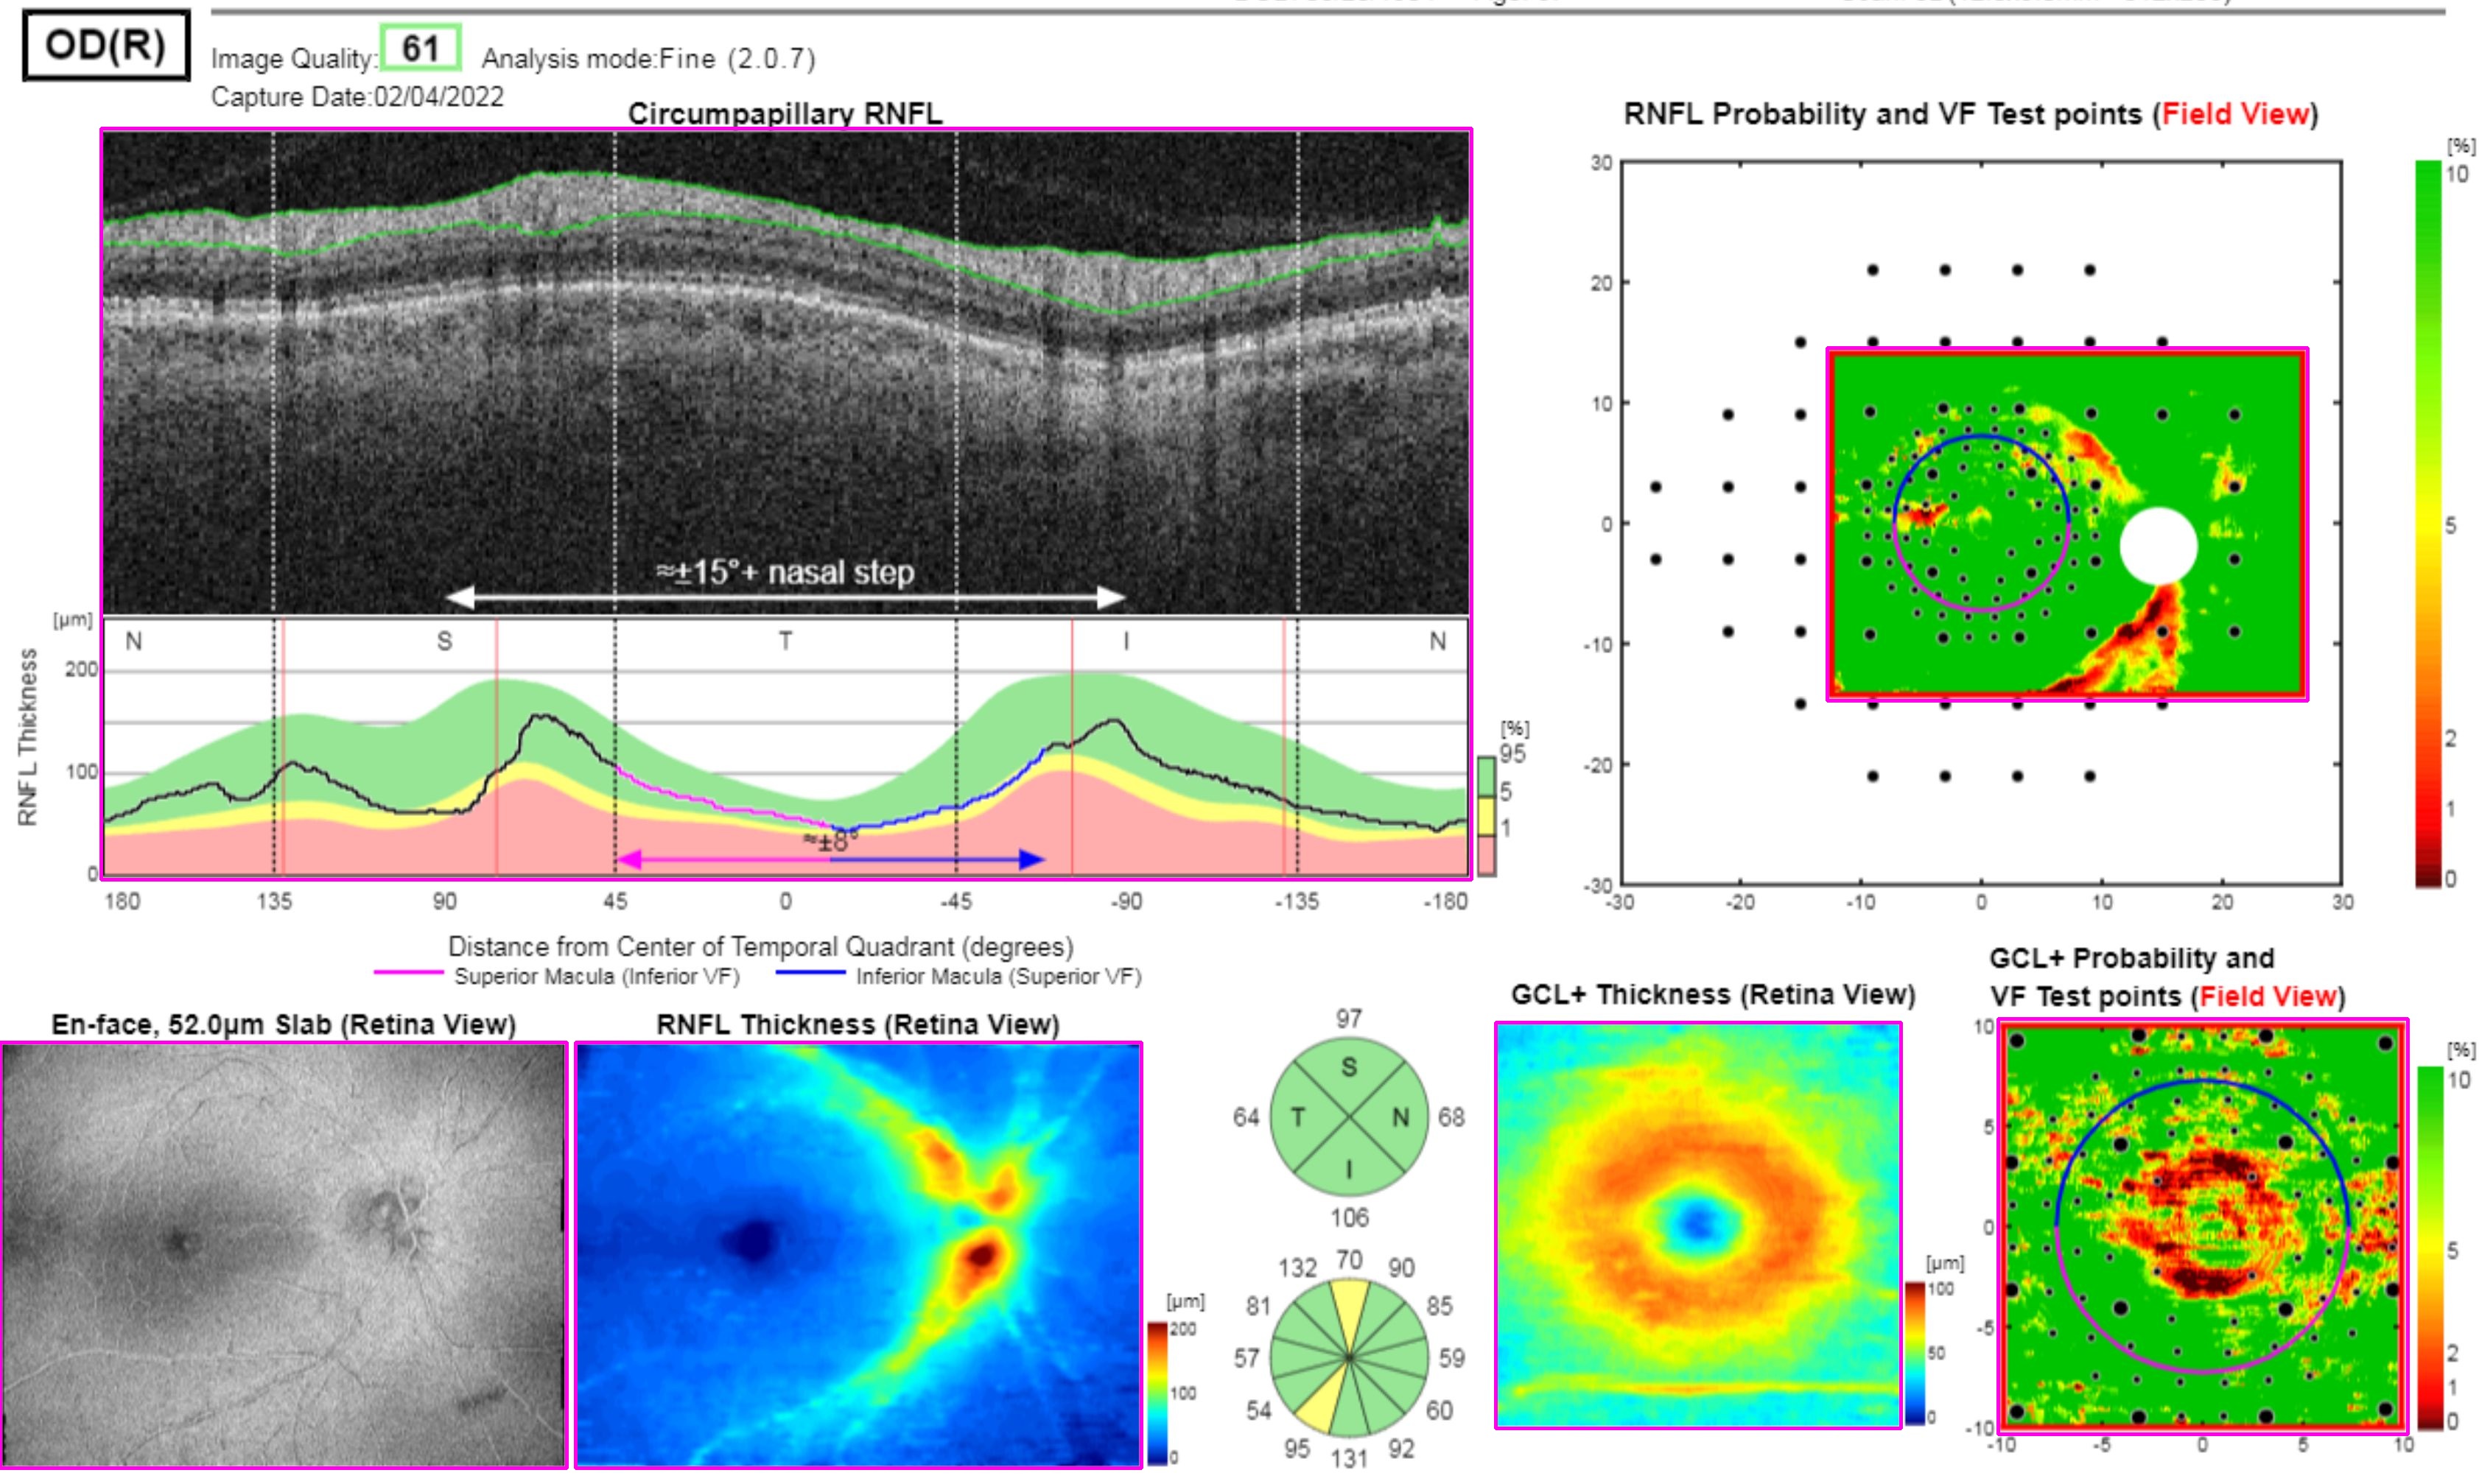 OD(R)
Image Quality: 61 Analysis mode:Fine (2.0.7)
Capture Date:02/04/2022
Circumpapillary RNFL
≈±15°+ nasal step
[µm]
N S T I N
200
100
0
RNFL Thickness
≈±8°
[%]
95
5
1
180 135 90 45 0 -45 -90 -135 -180
Distance from Center of Temporal Quadrant (degrees)
Superior Macula (Inferior VF) Inferior Macula (Superior VF)
RNFL Probability and VF Test points (Field View)
30
20
10
0
-10
-20
-30
-30 -20 -10 0 10 20 30
[%]
10
5
2
1
0
En-face, 52.0µm Slab (Retina View)
RNFL Thickness (Retina View)
[µm]
200
100
0
97
S
64 T N 68
I
106
132 70 90
81 85
57 59
54 60
95 131 92
GCL+ Thickness (Retina View)
[µm]
100
50
0
GCL+ Probability and
VF Test points (Field View)
10
5
0
-5
-10
-10 -5 0 5 10
[%]
10
5
2
1
0